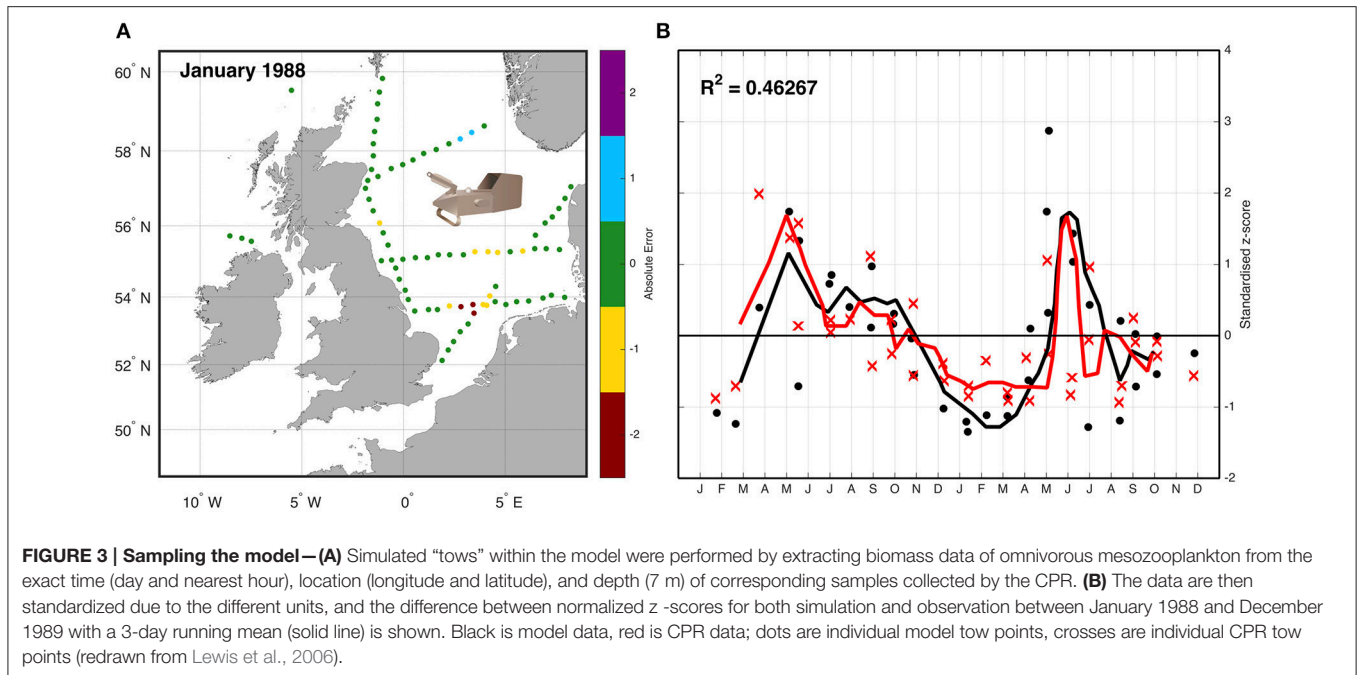 A
January 1988
60° N
58° N
56° N
54° N
52° N
50° N
10° W
5° W
0°
5° E
2
1
0
-1
-2
Absolute Error
B
R² = 0.46267
4
3
2
1
0
-1
-2
Standardised z-score
J F M A M J J A S O N D J F M A M J J A S O N D
FIGURE 3 | Sampling the model—(A) Simulated “tows” within the model were performed by extracting biomass data of omnivorous mesozooplankton from the
exact time (day and nearest hour), location (longitude and latitude), and depth (7 m) of corresponding samples collected by the CPR. (B) The data are then
standardized due to the different units, and the difference between normalized z -scores for both simulation and observation between January 1988 and December
1989 with a 3-day running mean (solid line) is shown. Black is model data, red is CPR data; dots are individual model tow points, crosses are individual CPR tow
points (redrawn from Lewis et al., 2006).